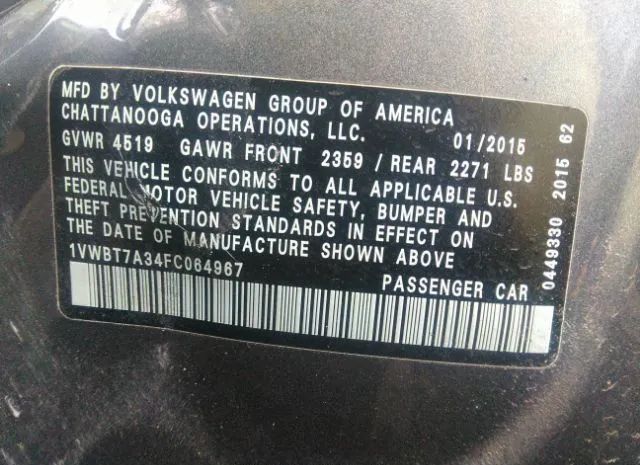 MFD BY VOLKSWAGEN GROUP OF AMERICA
CHATTANOOGA OPERATIONS, LLC. 01/2015
GVWR 4519 GAWR FRONT 2359 / REAR 2271 LBS
THIS VEHICLE CONFORMS TO ALL APPLICABLE U.S.
FEDERAL MOTOR VEHICLE SAFETY, BUMPER AND
THEFT PREVENTION STANDARDS IN EFFECT ON
THE DATE OF MANUFACTURE SHOWN ABOVE
1VWBT7A34FC064967
PASSENGER CAR
0449330 2015 62